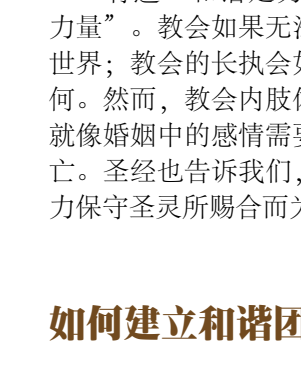 力量”。教会如果无
世界；教会的长执会
何。然而，教会内肢
就像婚姻中的感情需
亡。圣经也告诉我们，
力保守圣灵所赐合而
如何建立和谐团